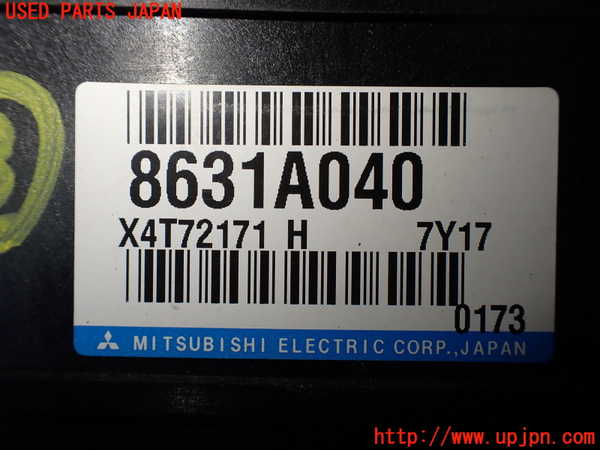 USED PARTS JAPAN
8631A040
X4T72171 H 7Y17
0173
MITSUBISHI ELECTRIC CORP., JAPAN
http://www.upjpn.com/